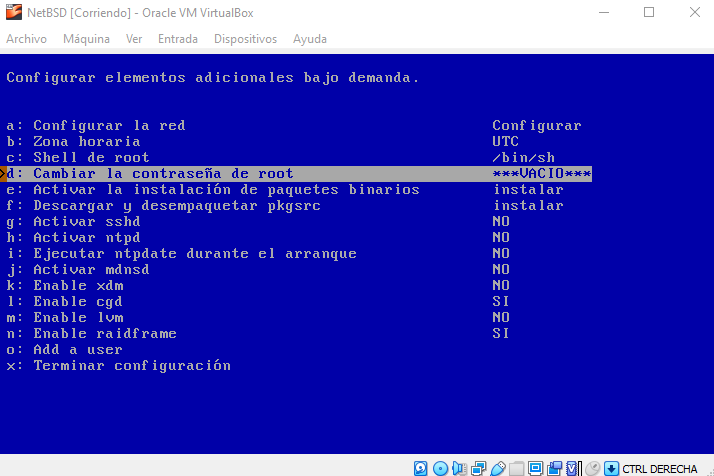 NetBSD [Corriendo] - Oracle VM VirtualBox
Archivo Máquina Ver Entrada Dispositivos Ayuda
Configurar elementos adicionales bajo demanda.
a: Configurar la red Configurar
b: Zona horaria UTC
c: Shell de root /bin/sh
>d: Cambiar la contraseña de root ***VACIO***
e: Activar la instalación de paquetes binarios instalar
f: Descargar y desempaquetar pkgsrc instalar
g: Activar sshd NO
h: Activar ntpd NO
i: Ejecutar ntpdate durante el arranque NO
j: Activar mdnsd NO
k: Enable xdm NO
l: Enable cgd SI
m: Enable lvm NO
n: Enable raidframe SI
o: Add a user
x: Terminar configuración
CTRL DERECHA